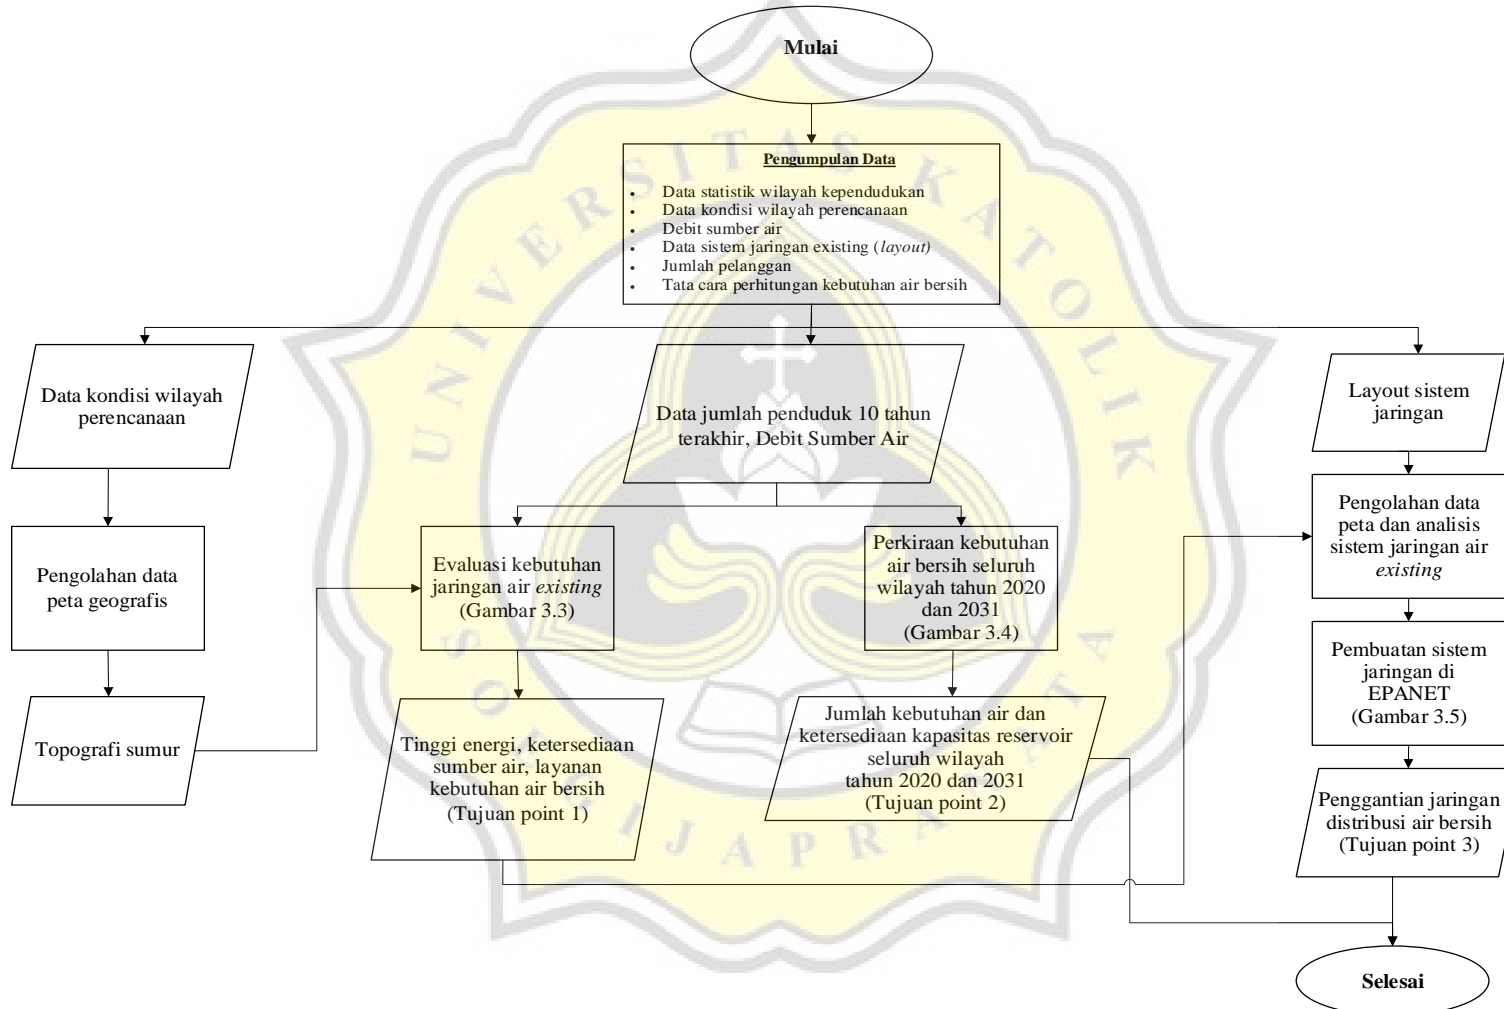 Mulai
Pengumpulan Data
• Data statistik wilayah kependudukan
• Data kondisi wilayah perencanaan
• Debit sumber air
• Data sistem jaringan existing (layout)
• Jumlah pelanggan
• Tata cara perhitungan kebutuhan air bersih
Data kondisi wilayah
perencanaan
Data jumlah penduduk 10 tahun
terakhir, Debit Sumber Air
Layout sistem
jaringan
Pengolahan data
peta geografis
Evaluasi kebutuhan
jaringan air existing
(Gambar 3.3)
Perkiraan kebutuhan
air bersih seluruh
wilayah tahun 2020
dan 2031
(Gambar 3.4)
Pengolahan data
peta dan analisis
sistem jaringan air
existing
Topografi sumur
Tinggi energi, ketersediaan
sumber air, layanan
kebutuhan air bersih
(Tujuan point 1)
Jumlah kebutuhan air dan
ketersediaan kapasitas reservoir
seluruh wilayah
tahun 2020 dan 2031
(Tujuan point 2)
Pembuatan sistem
jaringan di
EPANET
(Gambar 3.5)
Penggantian jaringan
distribusi air bersih
(Tujuan point 3)
Selesai
UNIVERSITAS KATOLIK
SOEGIJAPRANATA